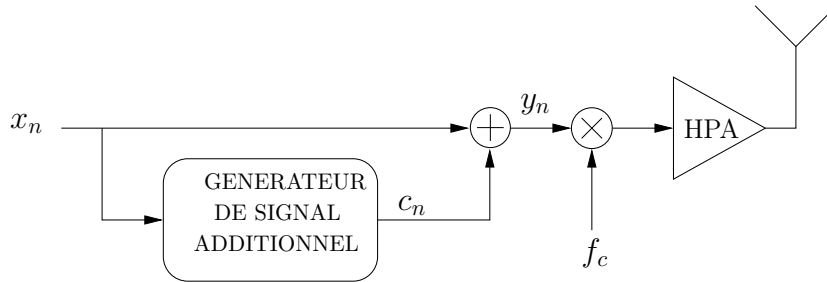 x_n
y_n
HPA
GENERATEUR
DE SIGNAL
ADDITIONNEL
c_n
f_c